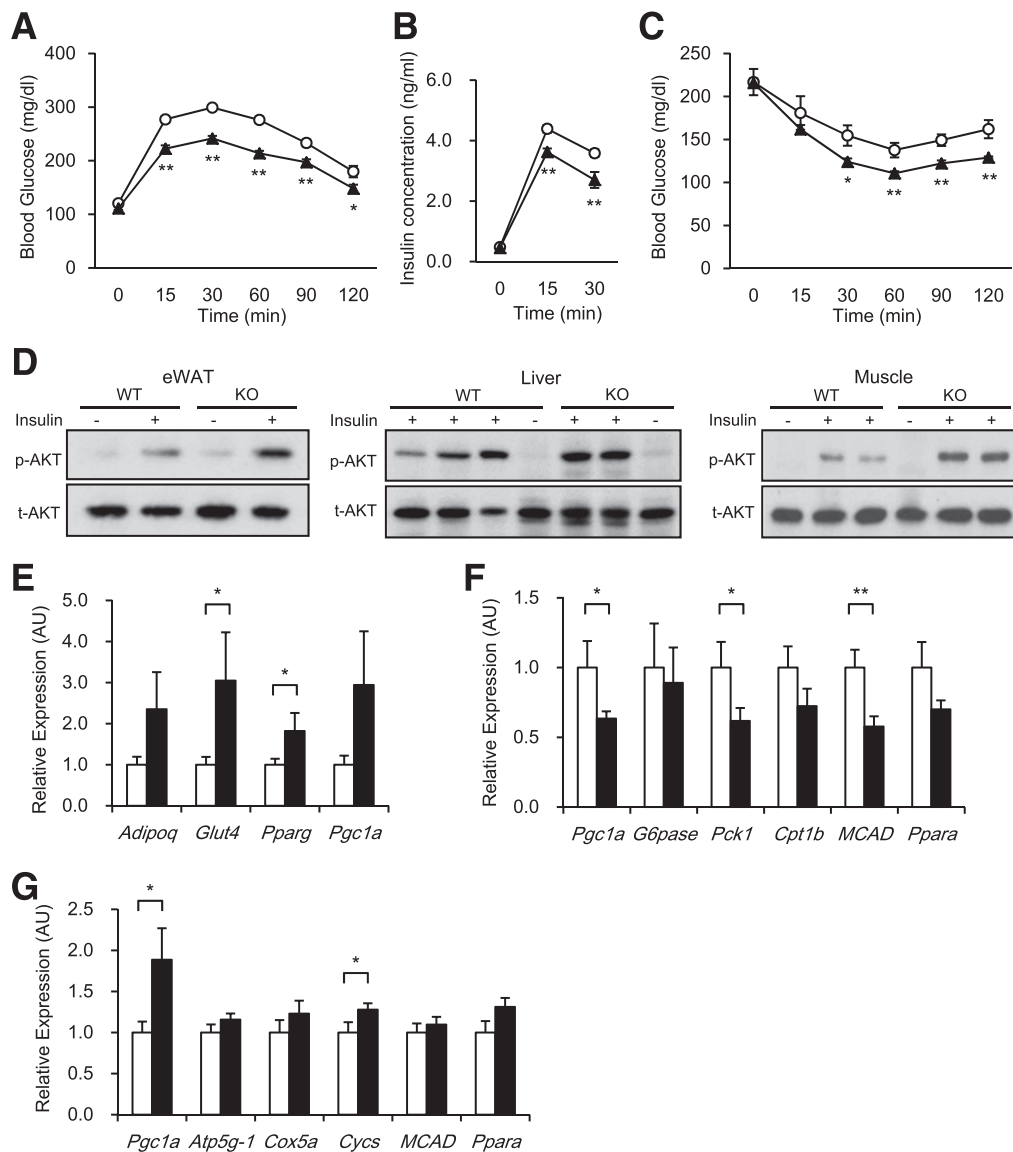 A
Blood Glucose (mg/dl)
400
300
200
100
0
** ** ** ** *
0 15 30 60 90 120
Time (min)
B
Insulin concentration (ng/ml)
6.0
4.0
2.0
0.0
** **
0 15 30
Time (min)
C
Blood Glucose (mg/dl)
250
200
150
100
50
0
* ** ** **
0 15 30 60 90 120
Time (min)
D
eWAT
WT KO
Insulin - + - +
p-AKT
t-AKT
Liver
WT KO
Insulin + + + - + + -
p-AKT
t-AKT
Muscle
WT KO
Insulin - + + - + +
p-AKT
t-AKT
E
Relative Expression (AU)
5.0
4.0
3.0
2.0
1.0
0.0
* *
Adipoq Glut4 Pparg Pgc1a
F
Relative Expression (AU)
1.5
1.0
0.5
0.0
* * **
Pgc1a G6pase Pck1 Cpt1b MCAD Ppara
G
Relative Expression (AU)
2.5
2.0
1.5
1.0
0.5
0.0
* *
Pgc1a Atp5g-1 Cox5a Cycs MCAD Ppara